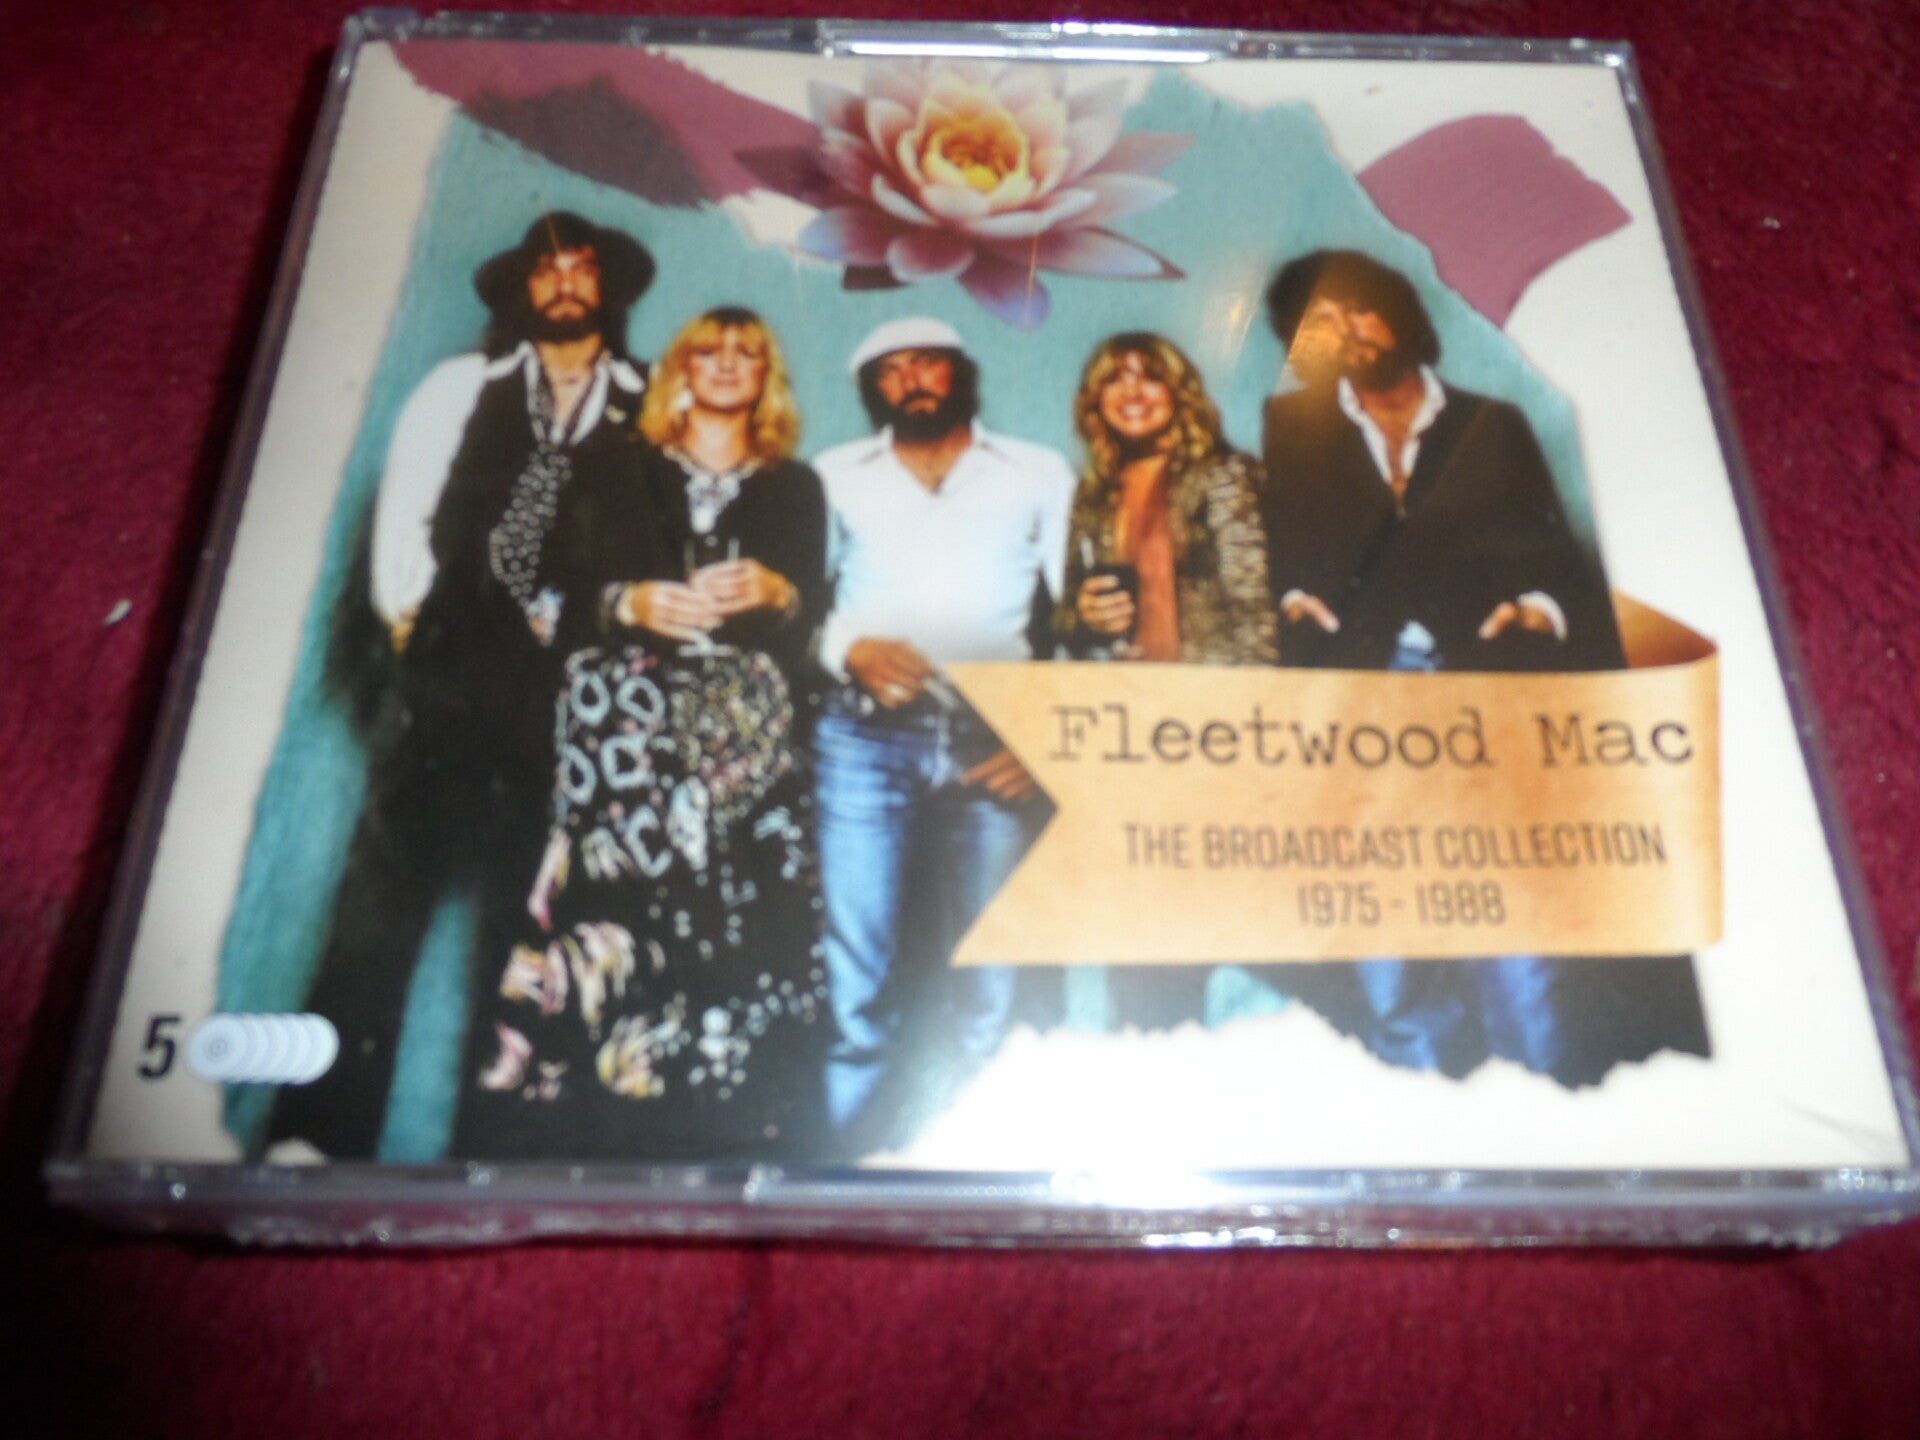 Fleetwood Mac
THE BROADCAST COLLECTION
1975 - 1988
5